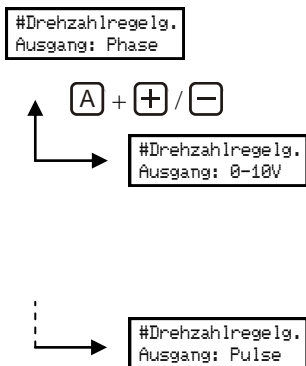 #Drehzahlregelg.
Ausgang: Phase
A + + / −
#Drehzahlregelg.
Ausgang: 0-10V
#Drehzahlregelg.
Ausgang: Pulse